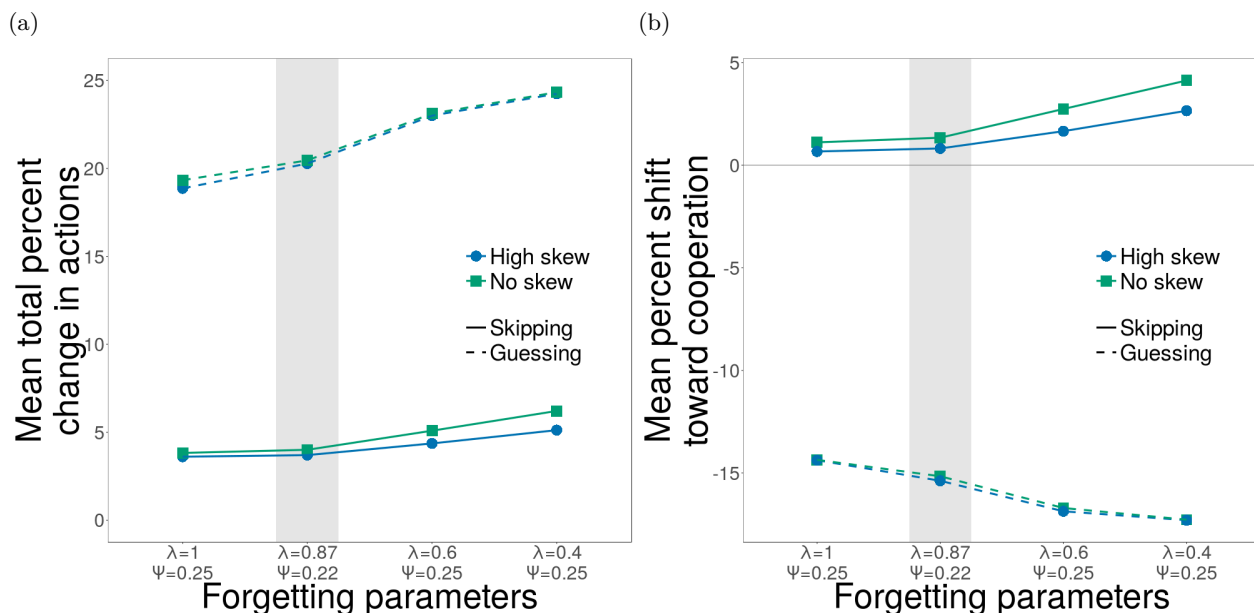 (a)
Mean total percent
change in actions
25
20
15
10
5
0
High skew
No skew
Skipping
Guessing
λ=1
Ψ=0.25
λ=0.87
Ψ=0.22
λ=0.6
Ψ=0.25
λ=0.4
Ψ=0.25
Forgetting parameters
(b)
Mean percent shift
toward cooperation
5
0
-5
-10
-15
High skew
No skew
Skipping
Guessing
λ=1
Ψ=0.25
λ=0.87
Ψ=0.22
λ=0.6
Ψ=0.25
λ=0.4
Ψ=0.25
Forgetting parameters